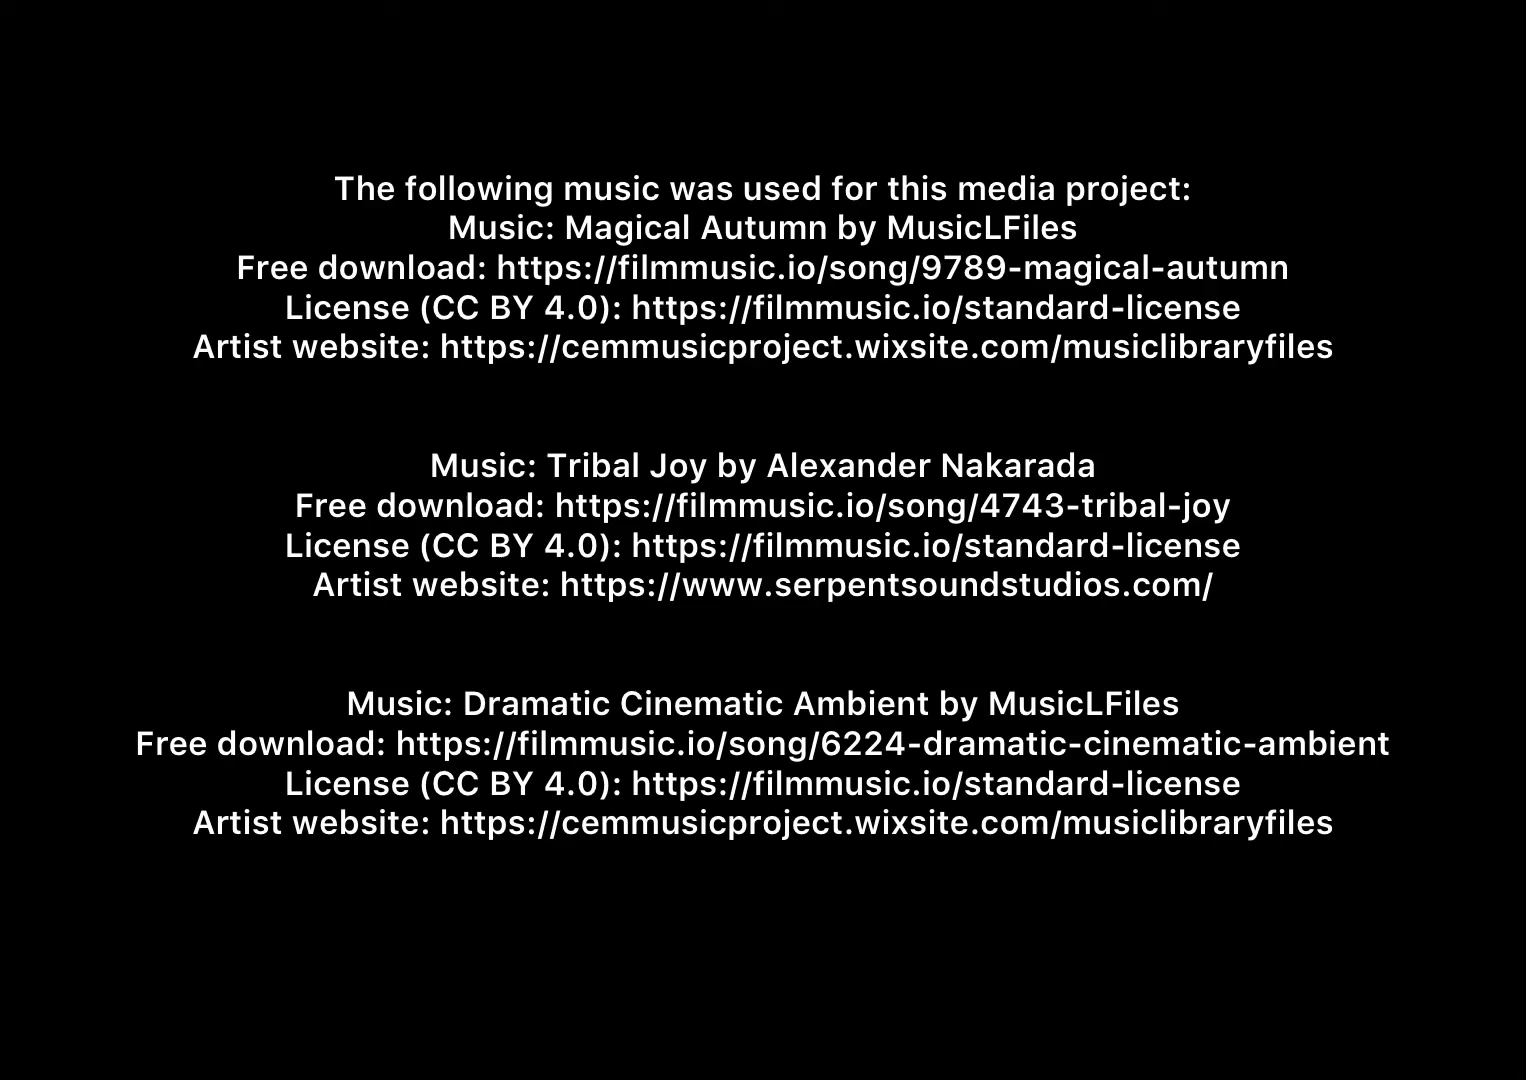 The following music was used for this media project:
Music: Magical Autumn by MusicLFiles
Free download: https://filmmusic.io/song/9789-magical-autumn
License (CC BY 4.0): https://filmmusic.io/standard-license
Artist website: https://cemmusicproject.wixsite.com/musiclibraryfiles
Music: Tribal Joy by Alexander Nakarada
Free download: https://filmmusic.io/song/4743-tribal-joy
License (CC BY 4.0): https://filmmusic.io/standard-license
Artist website: https://www.serpentsoundstudios.com/
Music: Dramatic Cinematic Ambient by MusicLFiles
Free download: https://filmmusic.io/song/6224-dramatic-cinematic-ambient
License (CC BY 4.0): https://filmmusic.io/standard-license
Artist website: https://cemmusicproject.wixsite.com/musiclibraryfiles